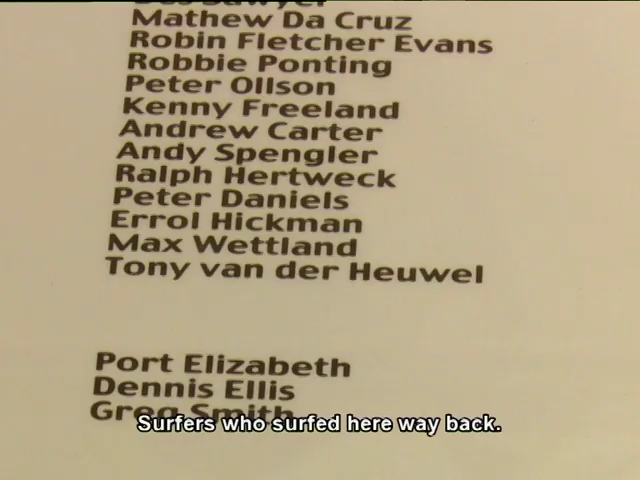 Mathew Da Cruz
Robin Fletcher Evans
Robbie Ponting
Peter Ollson
Kenny Freeland
Andrew Carter
Andy Spengler
Ralph Hertweck
Peter Daniels
Errol Hickman
Max Wettland
Tony van der Heuwel
Port Elizabeth
Dennis Ellis
Greg Smith
Surfers who surfed here way back.